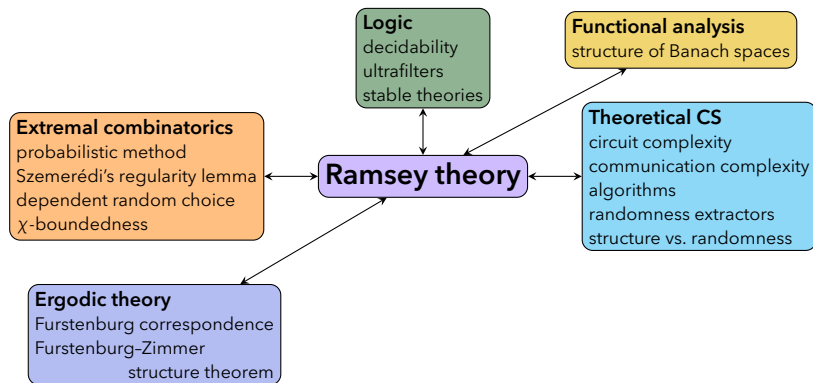 Logic
decidability
ultrafilters
stable theories
Functional analysis
structure of Banach spaces
Extremal combinatorics
probabilistic method
Szemerédi's regularity lemma
dependent random choice
χ-boundedness
Ramsey theory
Theoretical CS
circuit complexity
communication complexity
algorithms
randomness extractors
structure vs. randomness
Ergodic theory
Furstenburg correspondence
Furstenburg–Zimmer
structure theorem